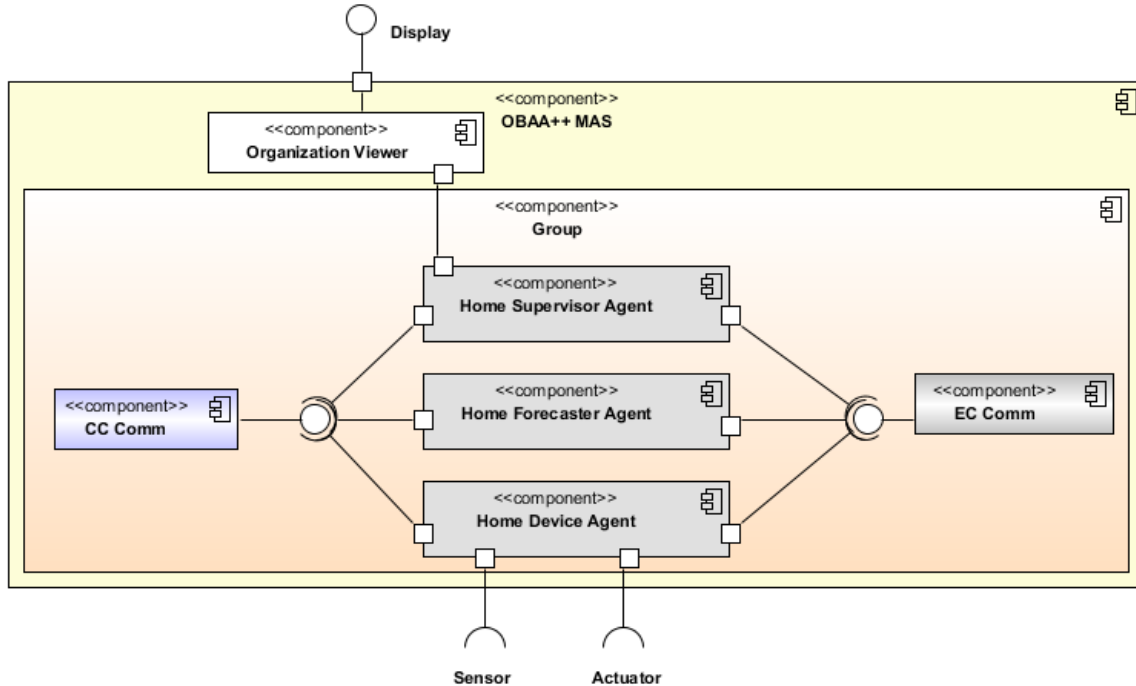 Display
<<component>>
OBAA++ MAS
<<component>>
Organization Viewer
<<component>>
Group
<<component>>
Home Supervisor Agent
<<component>>
CC Comm
<<component>>
Home Forecaster Agent
<<component>>
EC Comm
<<component>>
Home Device Agent
Sensor
Actuator